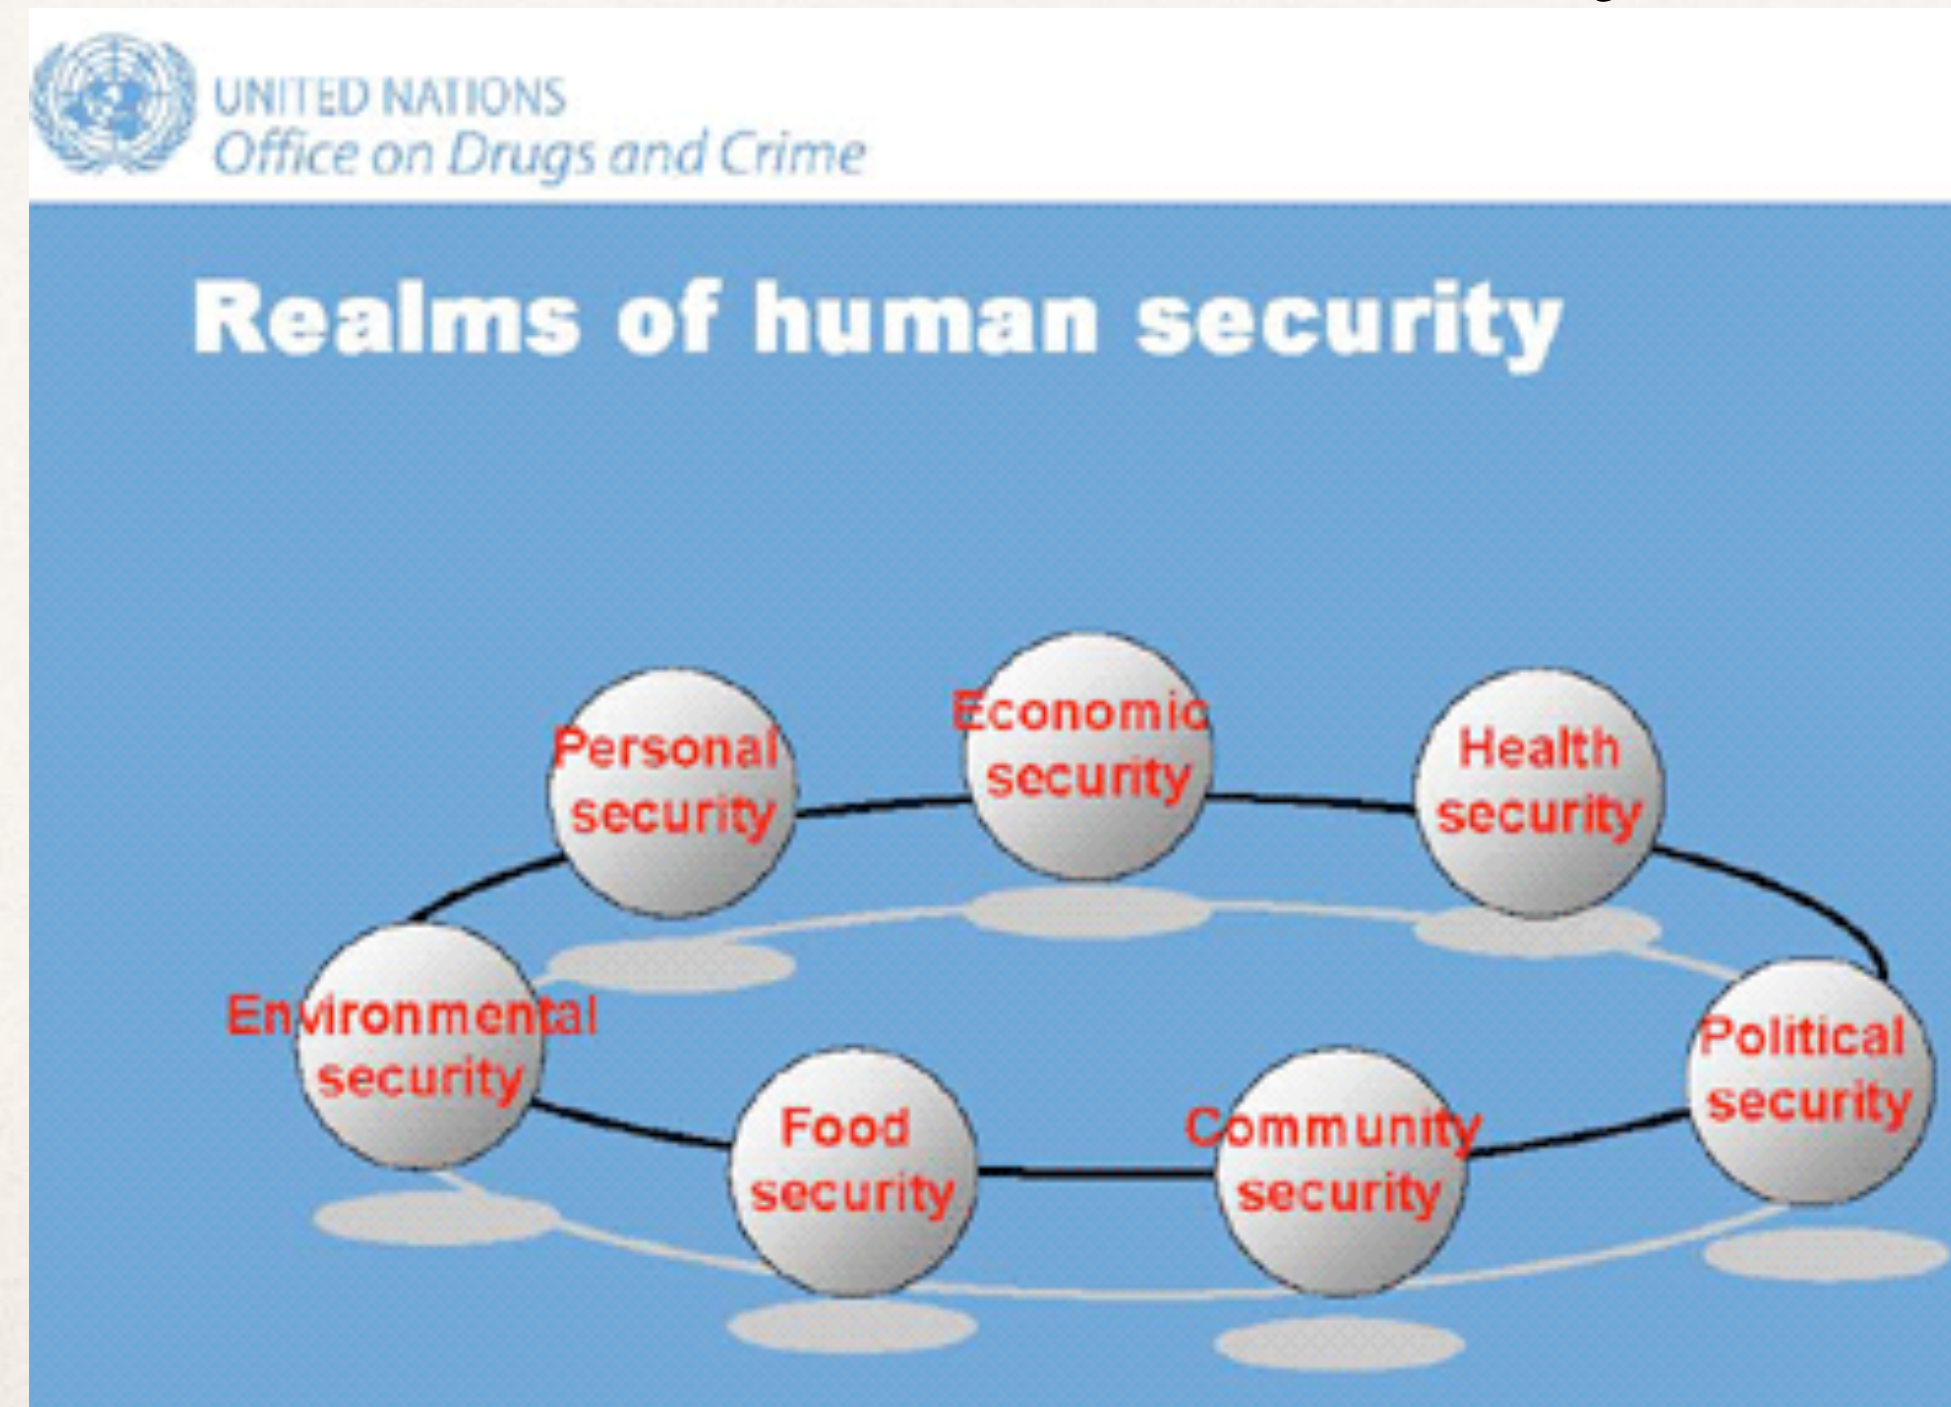 UNITED NATIONS
Office on Drugs and Crime
Realms of human security
Economic
security
Personal
security
Health
security
Environmental
security
Political
security
Food
security
Community
security